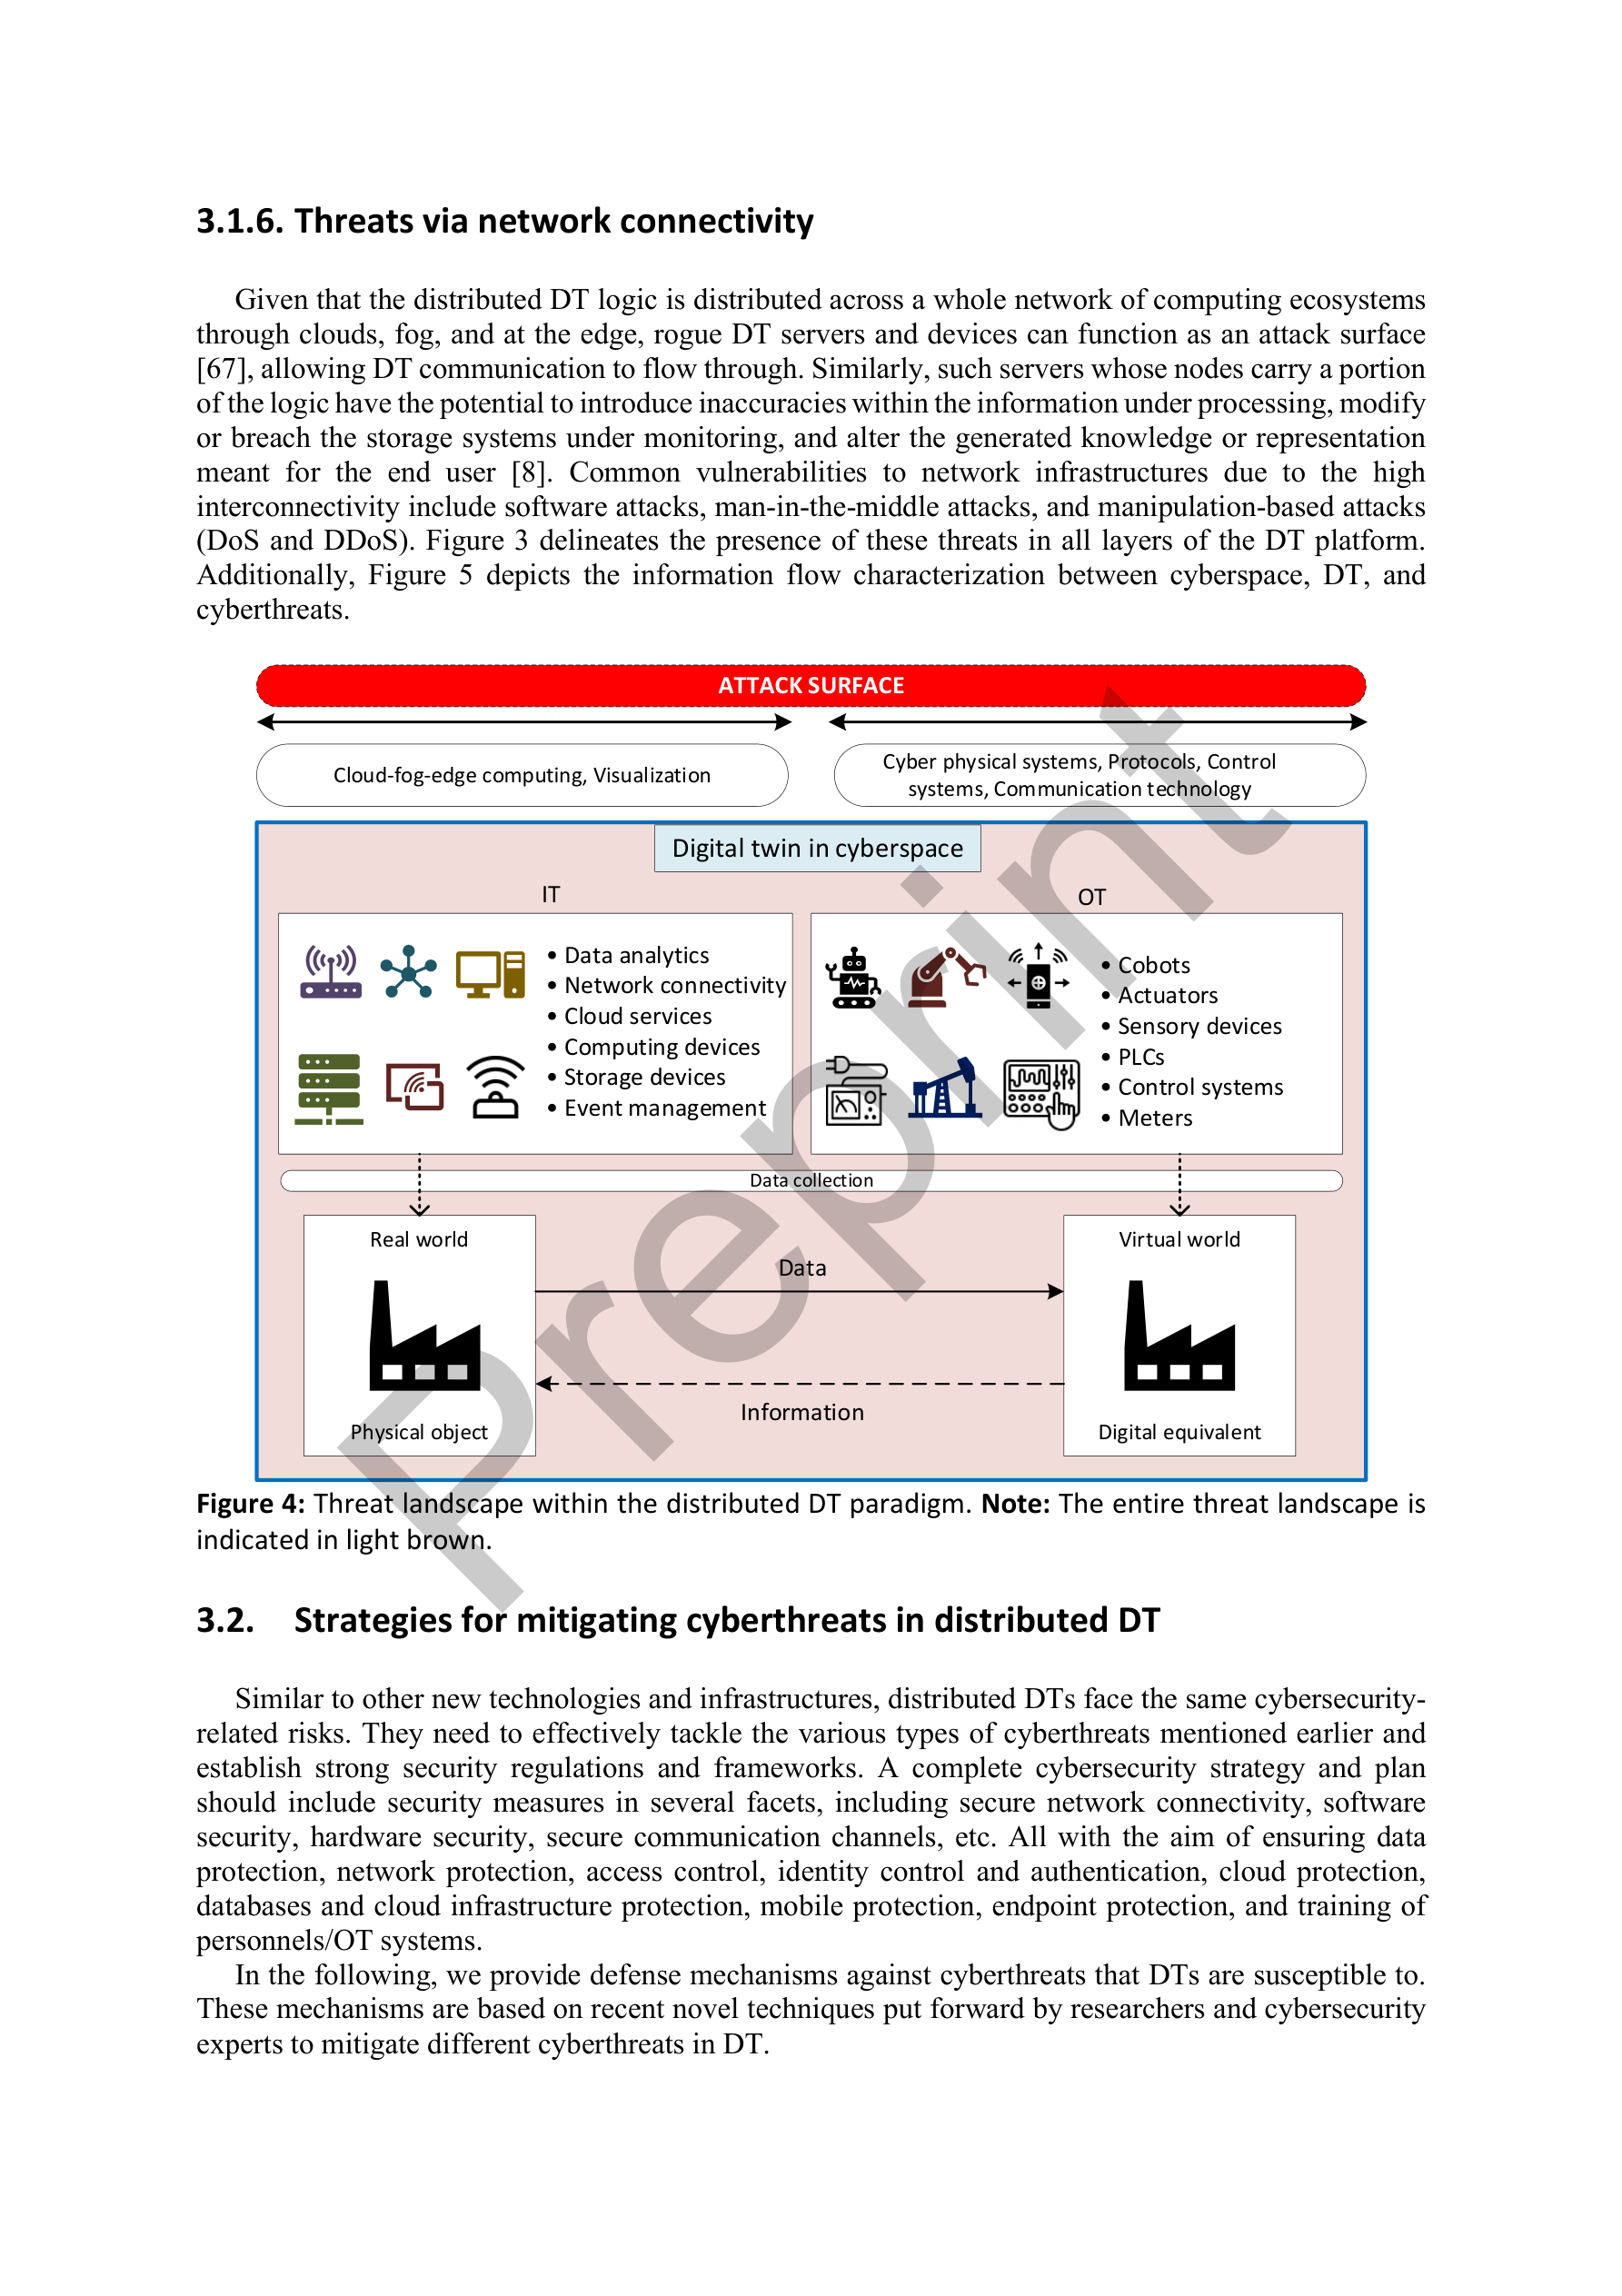 3.1.6. Threats via network connectivity
Given that the distributed DT logic is distributed across a whole network of computing ecosystems
through clouds, fog, and at the edge, rogue DT servers and devices can function as an attack surface
[67], allowing DT communication to flow through. Similarly, such servers whose nodes carry a portion
of the logic have the potential to introduce inaccuracies within the information under processing, modify
or breach the storage systems under monitoring, and alter the generated knowledge or representation
meant for the end user [8]. Common vulnerabilities to network infrastructures due to the high
interconnectivity include software attacks, man-in-the-middle attacks, and manipulation-based attacks
(DoS and DDoS). Figure 3 delineates the presence of these threats in all layers of the DT platform.
Additionally, Figure 5 depicts the information flow characterization between cyberspace, DT, and
cyberthreats.
ATTACK SURFACE
Cloud-fog-edge computing, Visualization
Cyber physical systems, Protocols, Control
systems, Communication technology
Digital twin in cyberspace
IT
• Data analytics
• Network connectivity
• Cloud services
• Computing devices
• Storage devices
• Event management
OT
• Cobots
• Actuators
• Sensory devices
• PLCs
• Control systems
• Meters
Data collection
Real world
Physical object
Data
Information
Virtual world
Digital equivalent
Preprint
Figure 4: Threat landscape within the distributed DT paradigm. Note: The entire threat landscape is
indicated in light brown.
3.2. Strategies for mitigating cyberthreats in distributed DT
Similar to other new technologies and infrastructures, distributed DTs face the same cybersecurity-
related risks. They need to effectively tackle the various types of cyberthreats mentioned earlier and
establish strong security regulations and frameworks. A complete cybersecurity strategy and plan
should include security measures in several facets, including secure network connectivity, software
security, hardware security, secure communication channels, etc. All with the aim of ensuring data
protection, network protection, access control, identity control and authentication, cloud protection,
databases and cloud infrastructure protection, mobile protection, endpoint protection, and training of
personnels/OT systems.
In the following, we provide defense mechanisms against cyberthreats that DTs are susceptible to.
These mechanisms are based on recent novel techniques put forward by researchers and cybersecurity
experts to mitigate different cyberthreats in DT.